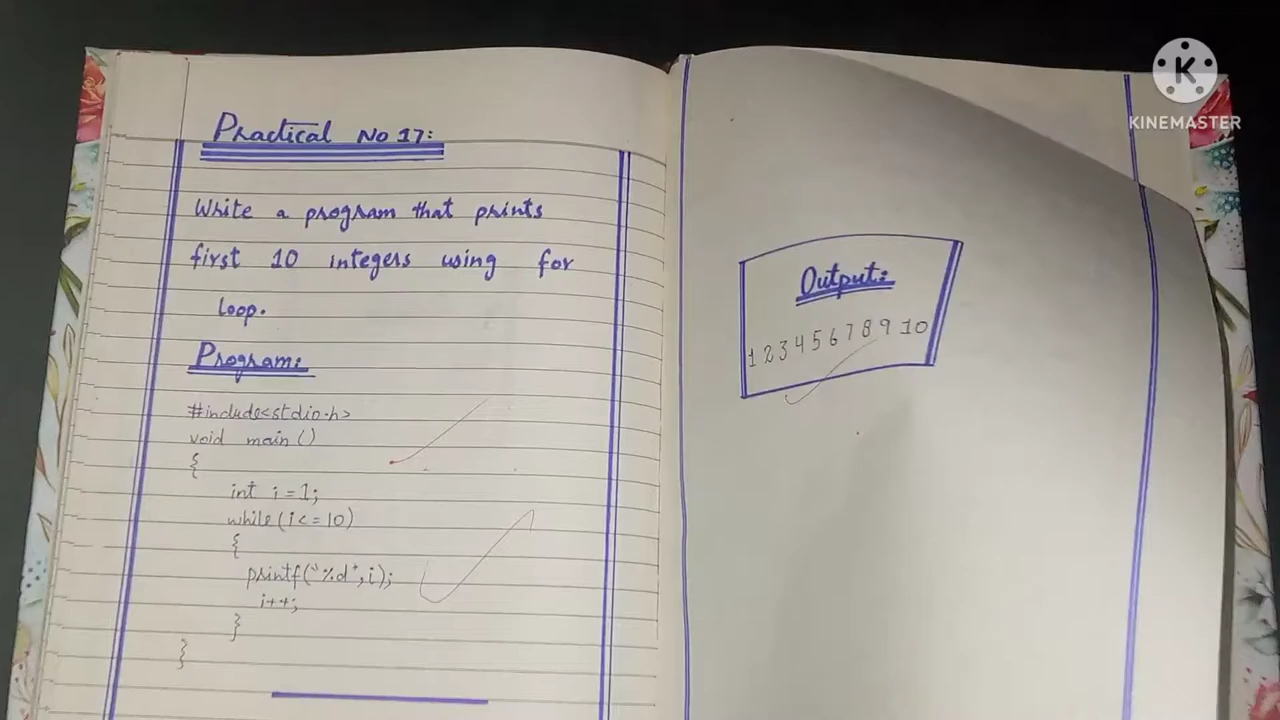 Practical No 17:
Write a program that prints
first 10 integers using for
loop.
Program:
#include<stdio.h>
void main()
{
int i=1;
while(i<=10)
{
printf("%d",i);
i++;
}
}
Output:
1 2 3 4 5 6 7 8 9 10
K
KINEMASTER